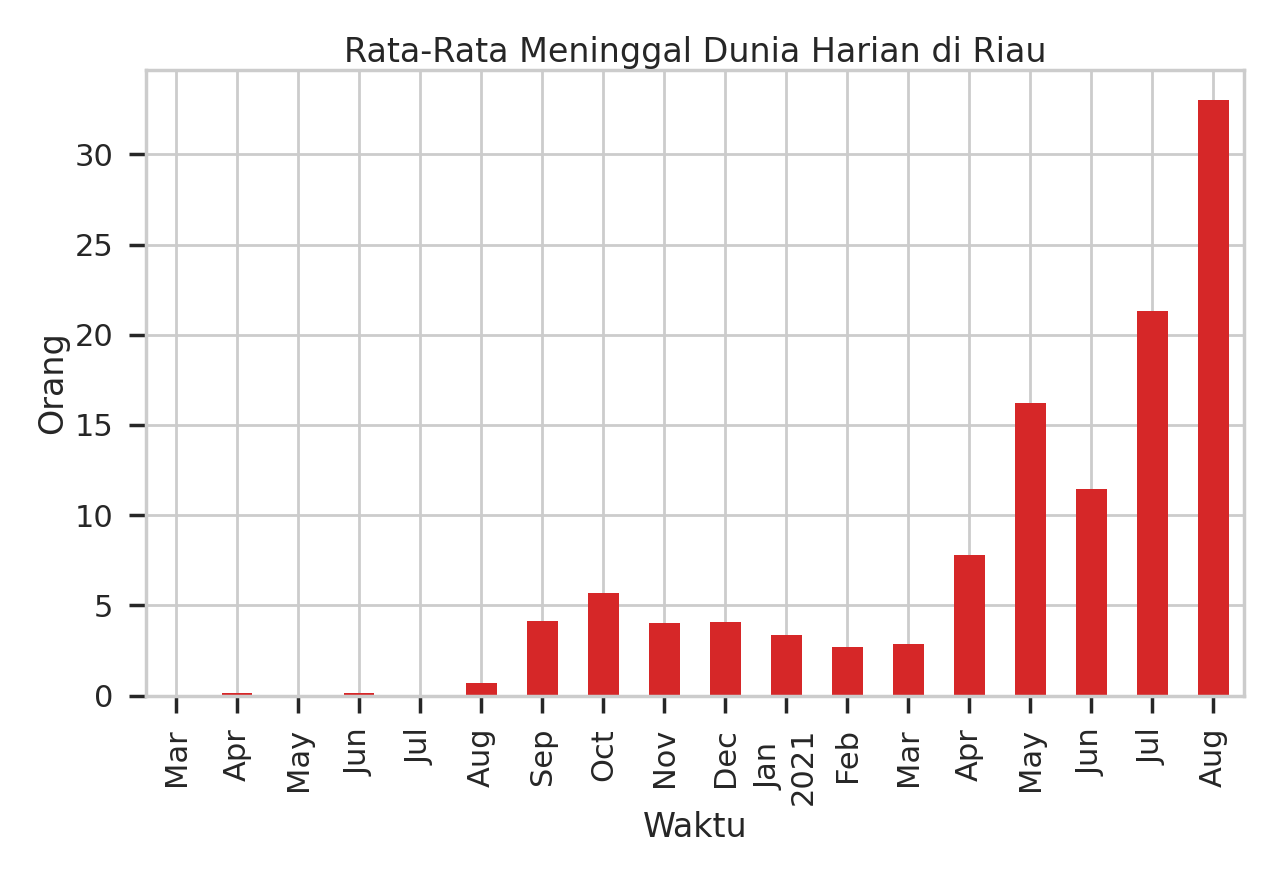 Rata-Rata Meninggal Dunia Harian di Riau
Orang
30
25
20
15
10
5
0
Mar
Apr
May
Jun
Jul
Aug
Sep
Oct
Nov
Dec
Jan
2021
Feb
Mar
Apr
May
Jun
Jul
Aug
Waktu